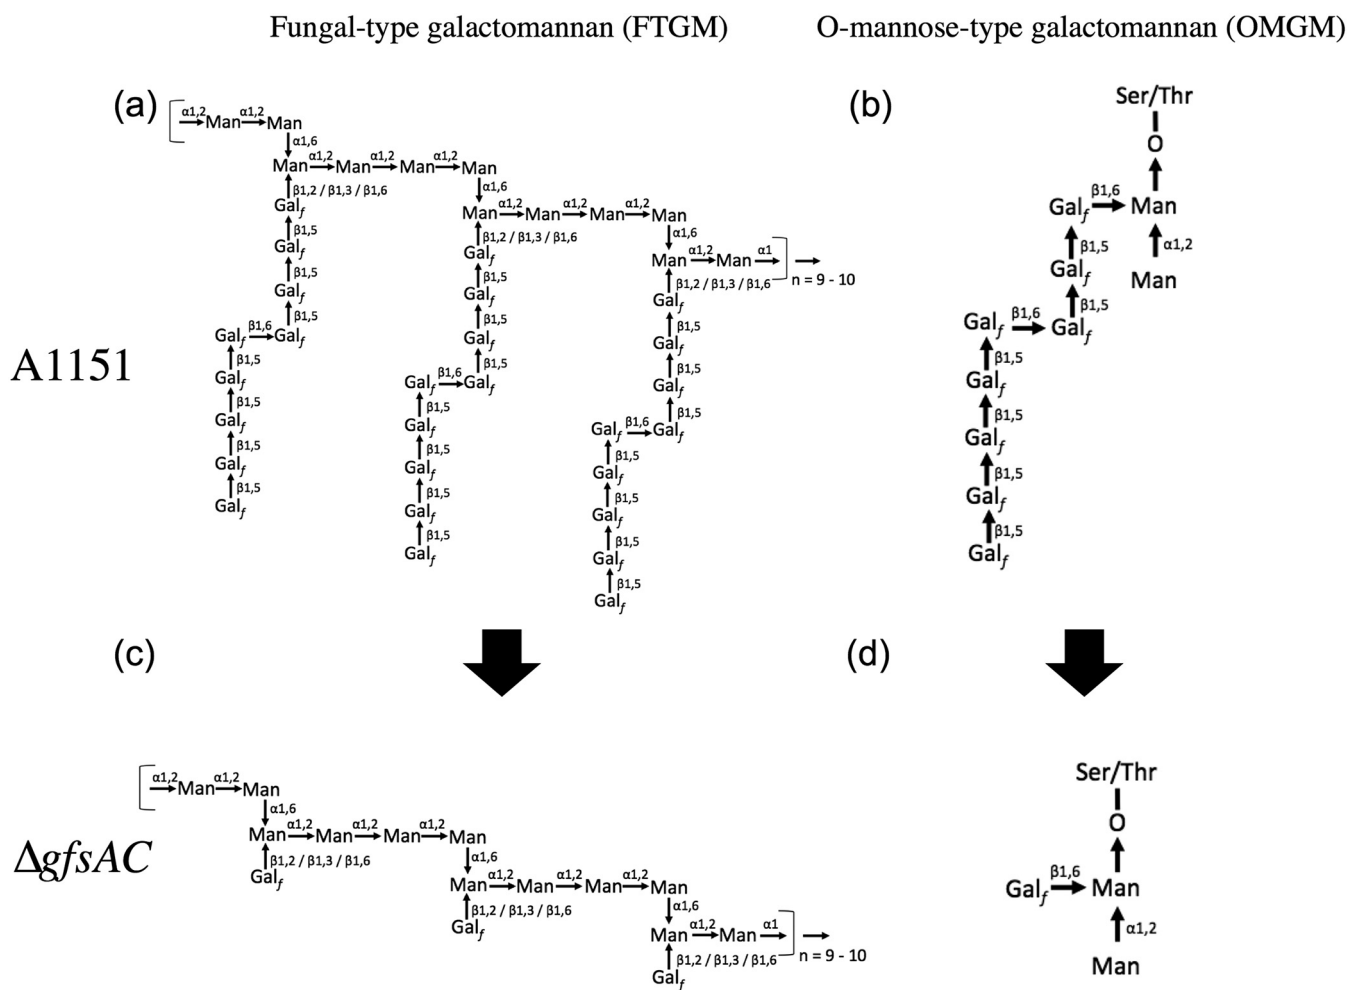 Fungal-type galactomannan (FTGM) O-mannose-type galactomannan (OMGM)
(a)
α1,2 Man α1,2 Man
α1,6
Man α1,2 Man α1,2 Man α1,2 Man
β1,2 / β1,3 / β1,6 α1,6
Galf Man α1,2 Man α1,2 Man α1,2 Man
β1,5 β1,2 / β1,3 / β1,6 α1,6
Galf Galf Man α1,2 Man α1
β1,5 β1,5 β1,2 / β1,3 / β1,6 n = 9 - 10
Galf Galf Galf
β1,5 β1,5 β1,5
Galf β1,6 Galf Galf Galf
β1,5 β1,5 β1,5
Galf Galf β1,6 Galf Galf
β1,5 β1,5 β1,5
Galf Galf Galf β1,6 Galf
β1,5 β1,5 β1,5
Galf Galf Galf
β1,5 β1,5 β1,5
Galf Galf Galf
β1,5 β1,5
Galf Galf
β1,5
Galf
(b)
Ser/Thr
O
Galf β1,6 Man
β1,5 α1,2
Galf Man
β1,5
Galf β1,6 Galf
β1,5
Galf
β1,5
Galf
β1,5
Galf
β1,5
Galf
A1151
(c)
α1,2 Man α1,2 Man
α1,6
Man α1,2 Man α1,2 Man α1,2 Man
β1,2 / β1,3 / β1,6 α1,6
Galf Man α1,2 Man α1,2 Man α1,2 Man
β1,2 / β1,3 / β1,6 α1,6
Galf Man α1,2 Man α1
β1,2 / β1,3 / β1,6 n = 9 - 10
Galf
(d)
Ser/Thr
O
Galf β1,6 Man
α1,2
Man
ΔgfsAC